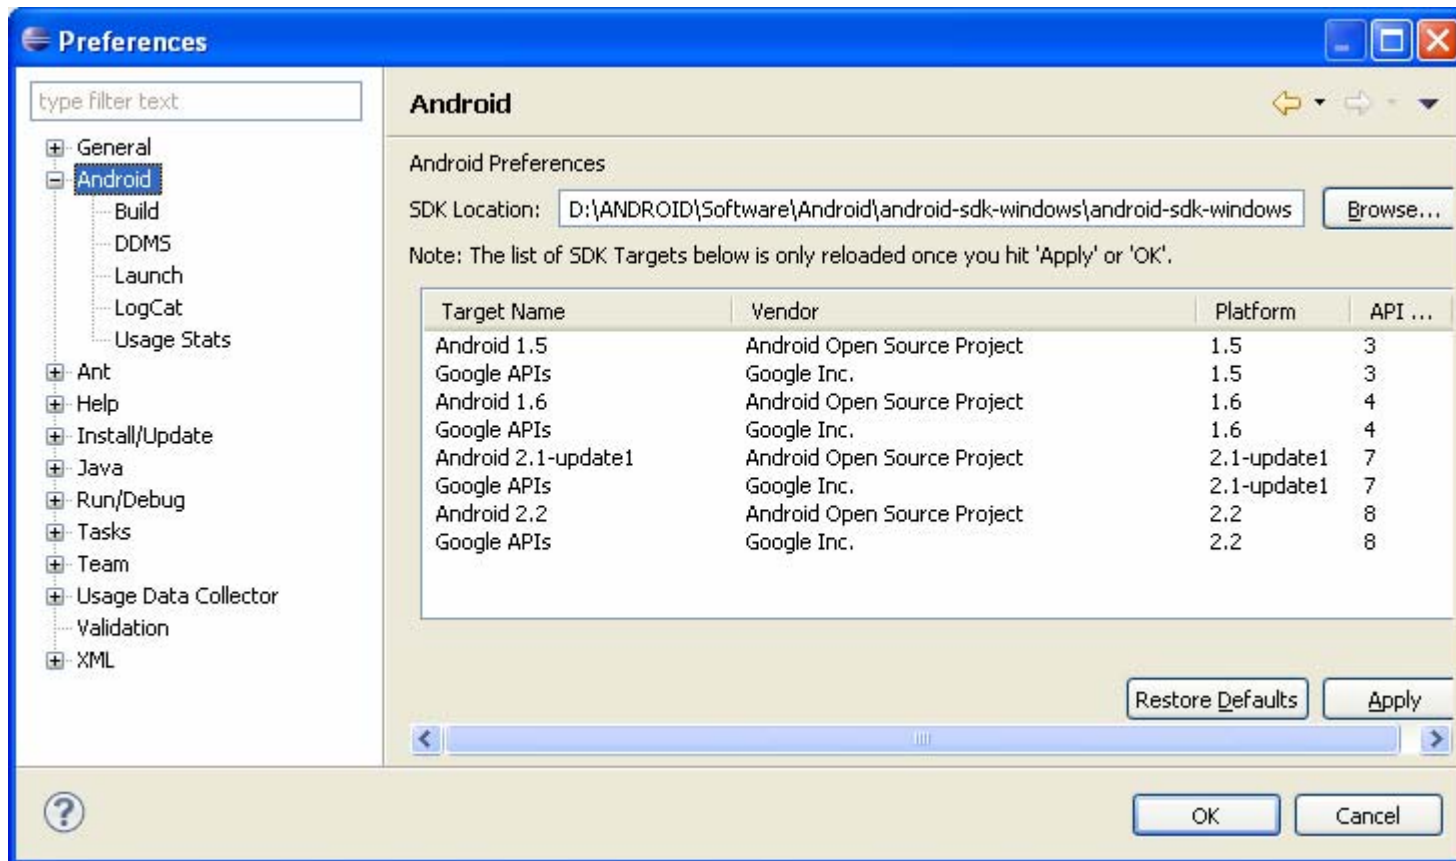 Preferences
type filter text
General
Android
Build
DDMS
Launch
LogCat
Usage Stats
Ant
Help
Install/Update
Java
Run/Debug
Tasks
Team
Usage Data Collector
Validation
XML
Android
Android Preferences
SDK Location: D:\ANDROID\Software\Android\android-sdk-windows\android-sdk-windows Browse...
Note: The list of SDK Targets below is only reloaded once you hit 'Apply' or 'OK'.
Target Name Vendor Platform API ...
Android 1.5 Android Open Source Project 1.5 3
Google APIs Google Inc. 1.5 3
Android 1.6 Android Open Source Project 1.6 4
Google APIs Google Inc. 1.6 4
Android 2.1-update1 Android Open Source Project 2.1-update1 7
Google APIs Google Inc. 2.1-update1 7
Android 2.2 Android Open Source Project 2.2 8
Google APIs Google Inc. 2.2 8
Restore Defaults Apply
? OK Cancel